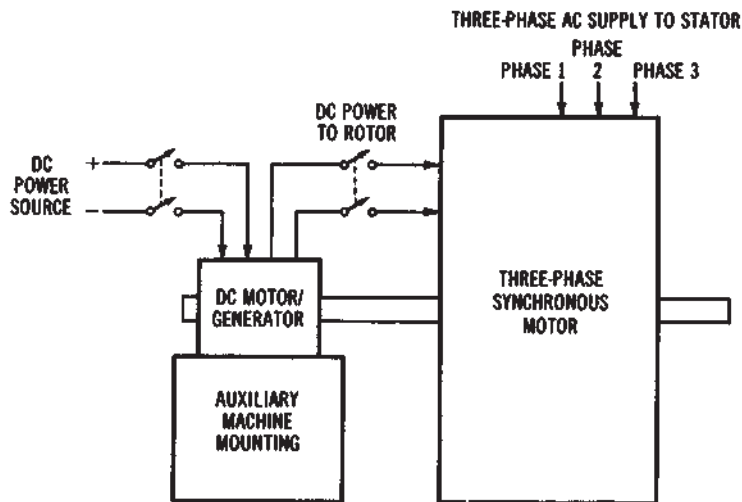 THREE-PHASE AC SUPPLY TO STATOR
PHASE
PHASE 1 2 PHASE 3
DC POWER
TO ROTOR
DC
POWER
SOURCE
+
−
DC MOTOR/
GENERATOR
THREE-PHASE
SYNCHRONOUS
MOTOR
AUXILIARY
MACHINE
MOUNTING